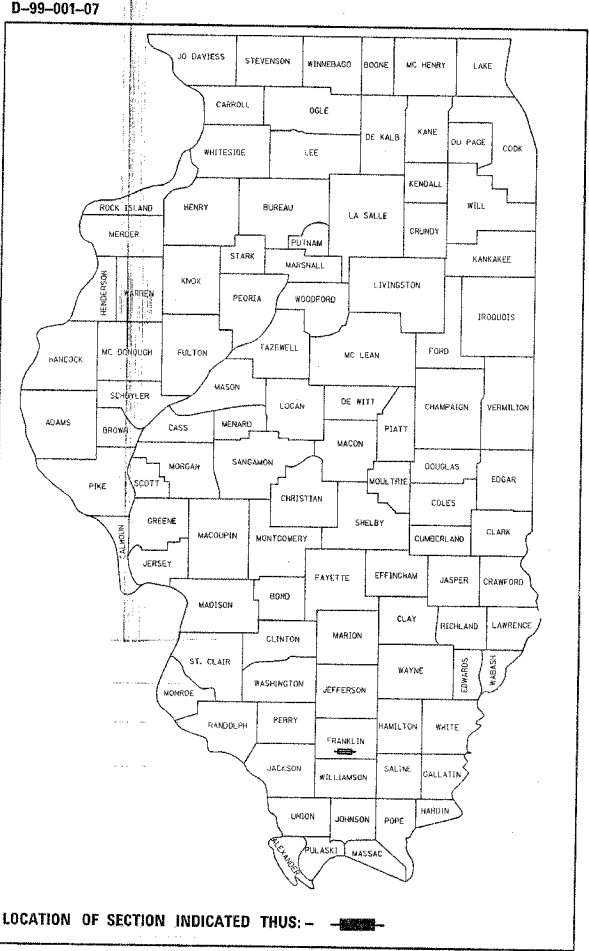 D-99-001-07
JO DAVIESS STEVENSON WINNEBAGO BOONE MC HENRY LAKE
CARROLL OGLE
DE KALB KANE DU PAGE COOK
WHITESIDE LEE
KENDALL
ROCK ISLAND HENRY BUREAU LA SALLE WILL
MERCER PUTNAM GRUNDY
STARK MARSHALL KANKAKEE
HENDERSON WARREN KNOX PEORIA WOODFORD LIVINGSTON
IROQUOIS
HANCOCK MC DONOUGH FULTON TAZEWELL MC LEAN FORD
SCHUYLER MASON
LOGAN DE WITT CHAMPAIGN VERMILION
ADAMS BROWN CASS MENARD MACON PIATT
PIKE SCOTT MORGAN SANGAMON MOULTRIE DOUGLAS EDGAR
CHRISTIAN COLES
GREENE MACOUPIN MONTGOMERY SHELBY CUMBERLAND CLARK
CALHOUN JERSEY FAYETTE EFFINGHAM JASPER CRAWFORD
MADISON BOND
CLINTON MARION CLAY RICHLAND LAWRENCE
ST. CLAIR WASHINGTON JEFFERSON WAYNE EDWARDS WABASH
MONROE
RANDOLPH PERRY FRANKLIN HAMILTON WHITE
JACKSON WILLIAMSON SALINE GALLATIN
UNION JOHNSON POPE HARDIN
ALEXANDER PULASKI MASSAC
LOCATION OF SECTION INDICATED THUS: -